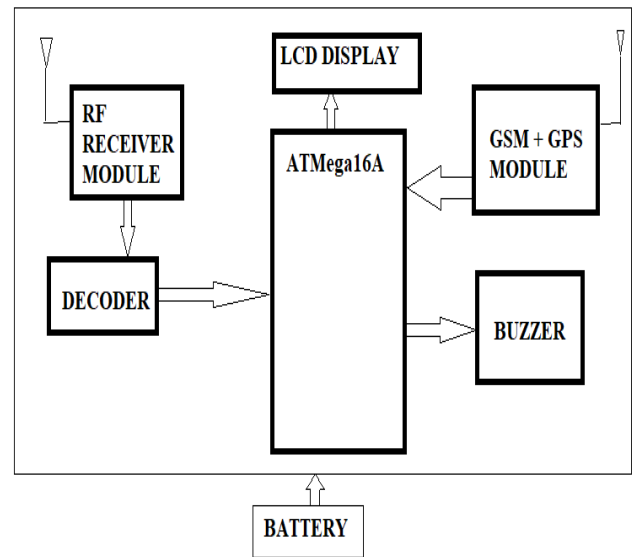 LCD DISPLAY
RF
RECEIVER
MODULE
ATMega16A
GSM + GPS
MODULE
DECODER
BUZZER
BATTERY